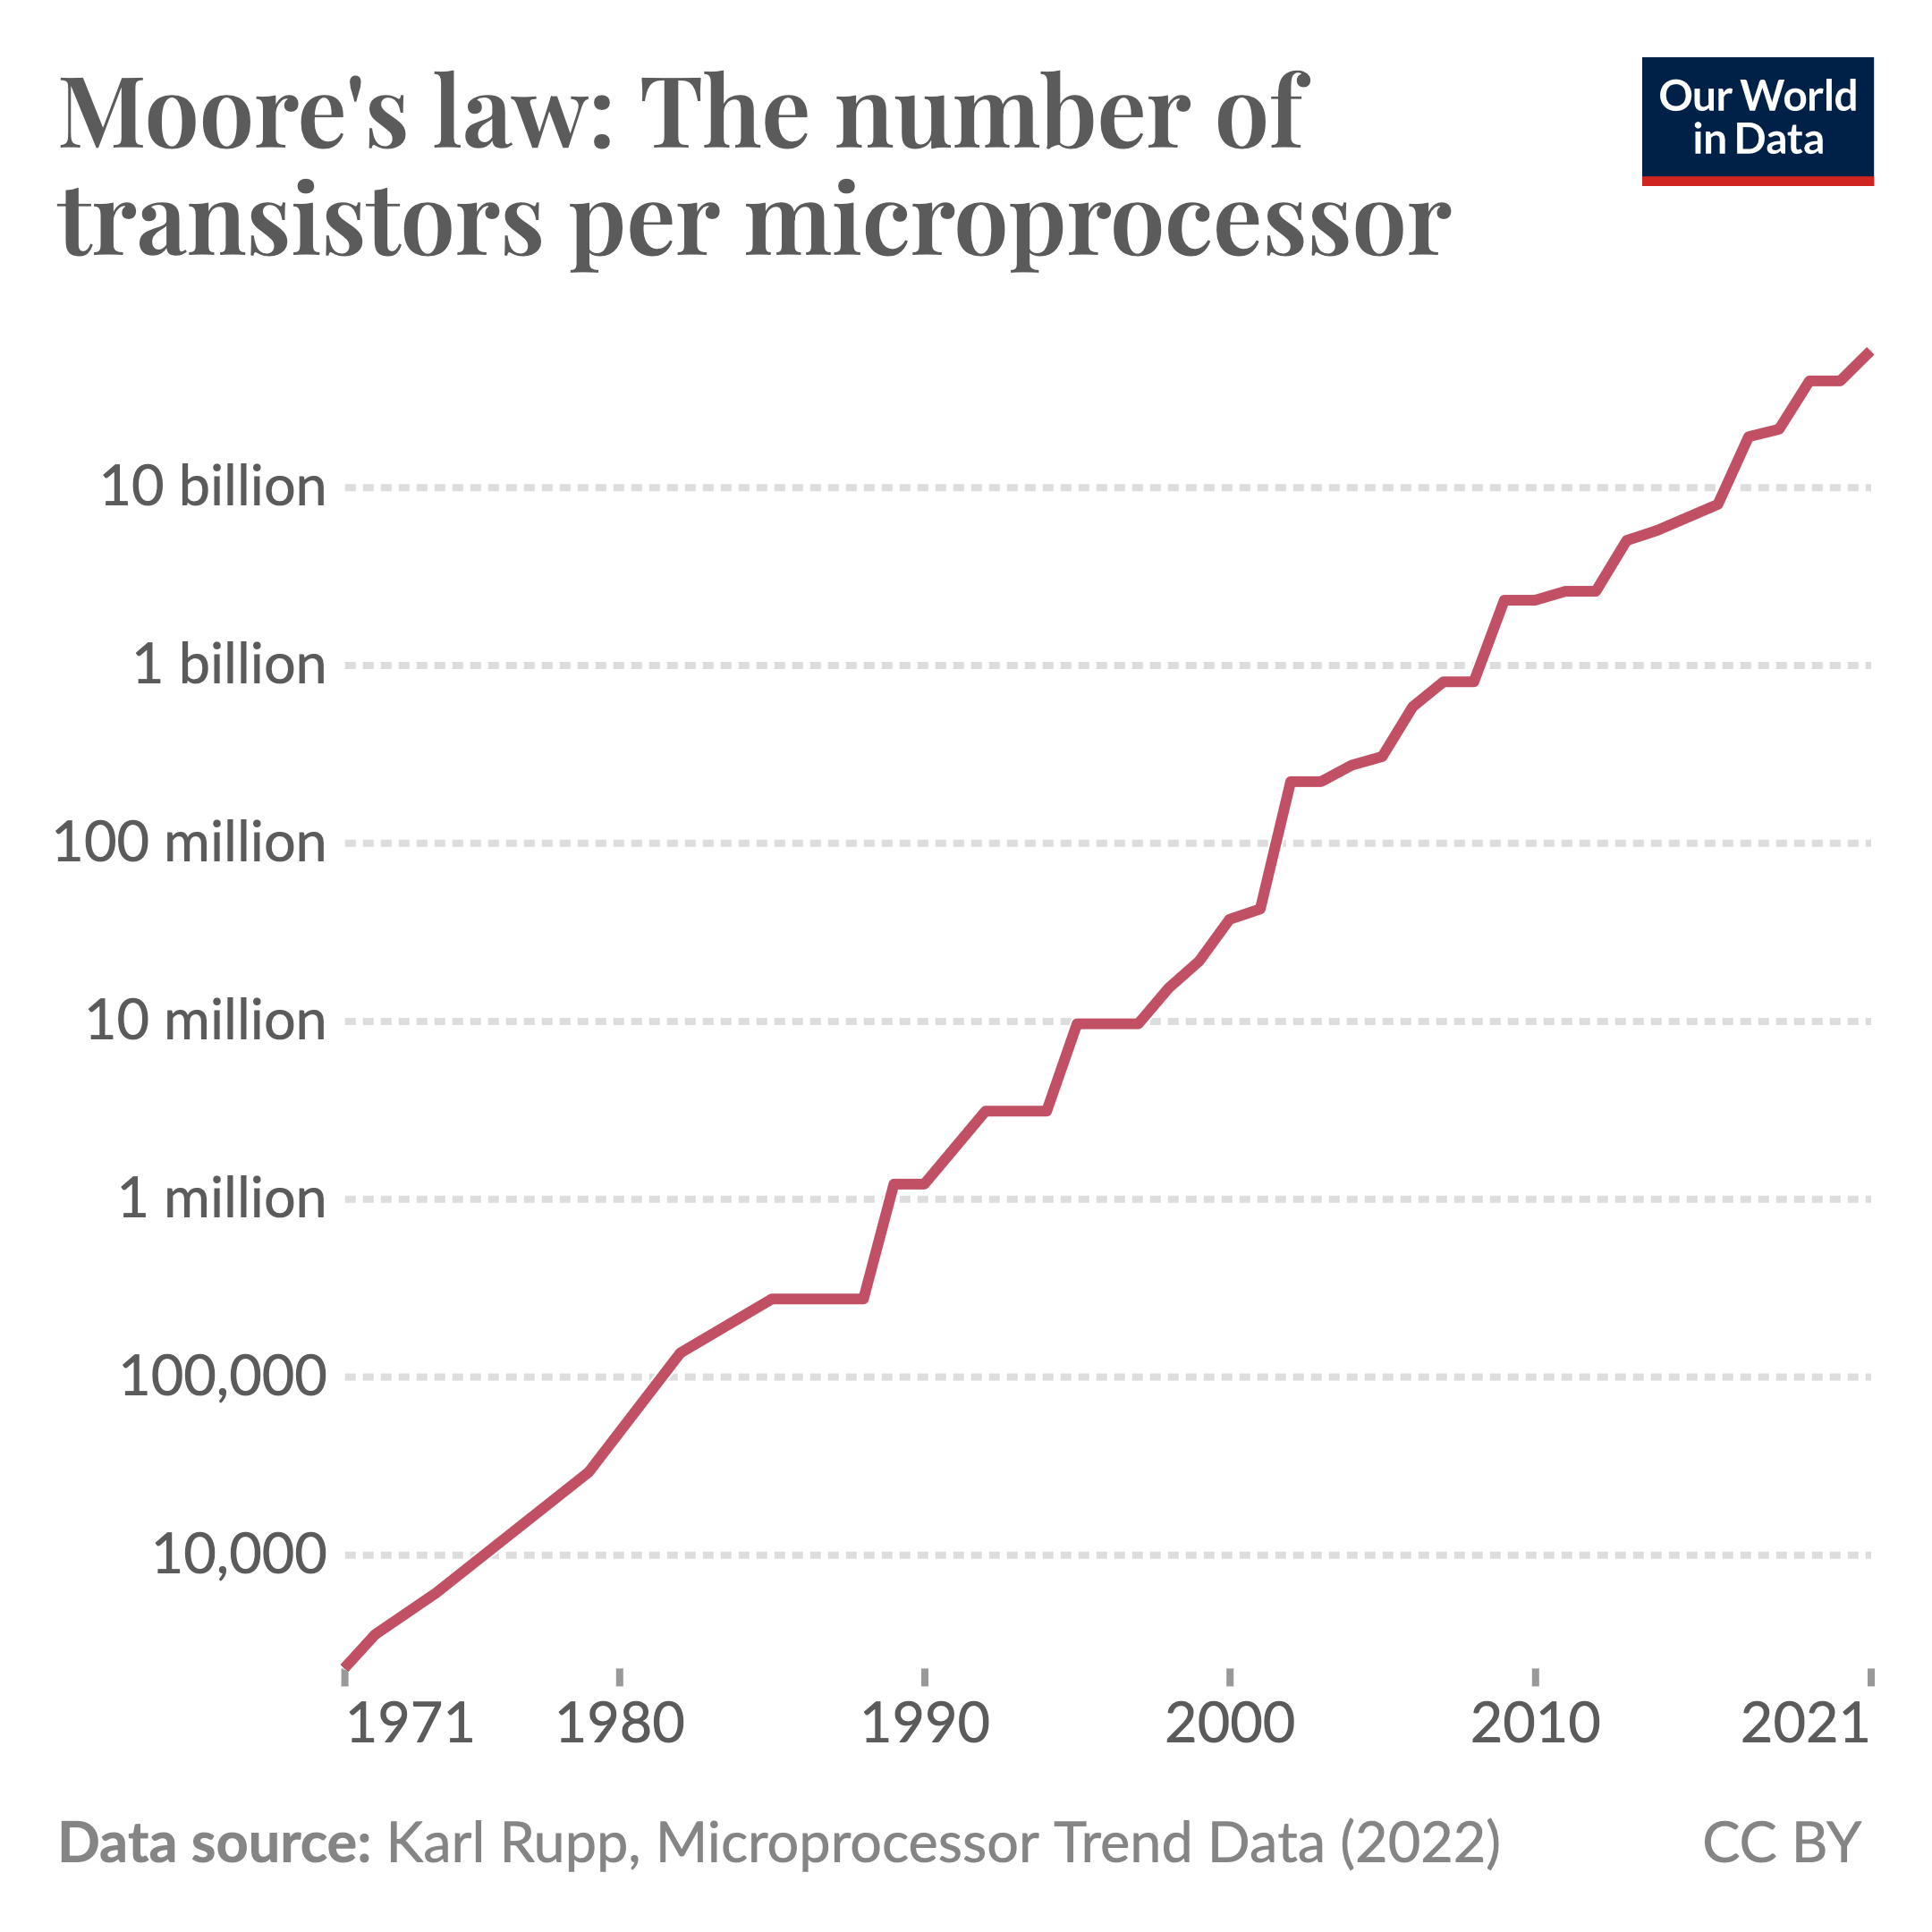 Moore's law: The number of
transistors per microprocessor
Our World
in Data
10 billion
1 billion
100 million
10 million
1 million
100,000
10,000
1971 1980 1990 2000 2010 2021
Data source: Karl Rupp, Microprocessor Trend Data (2022) CC BY